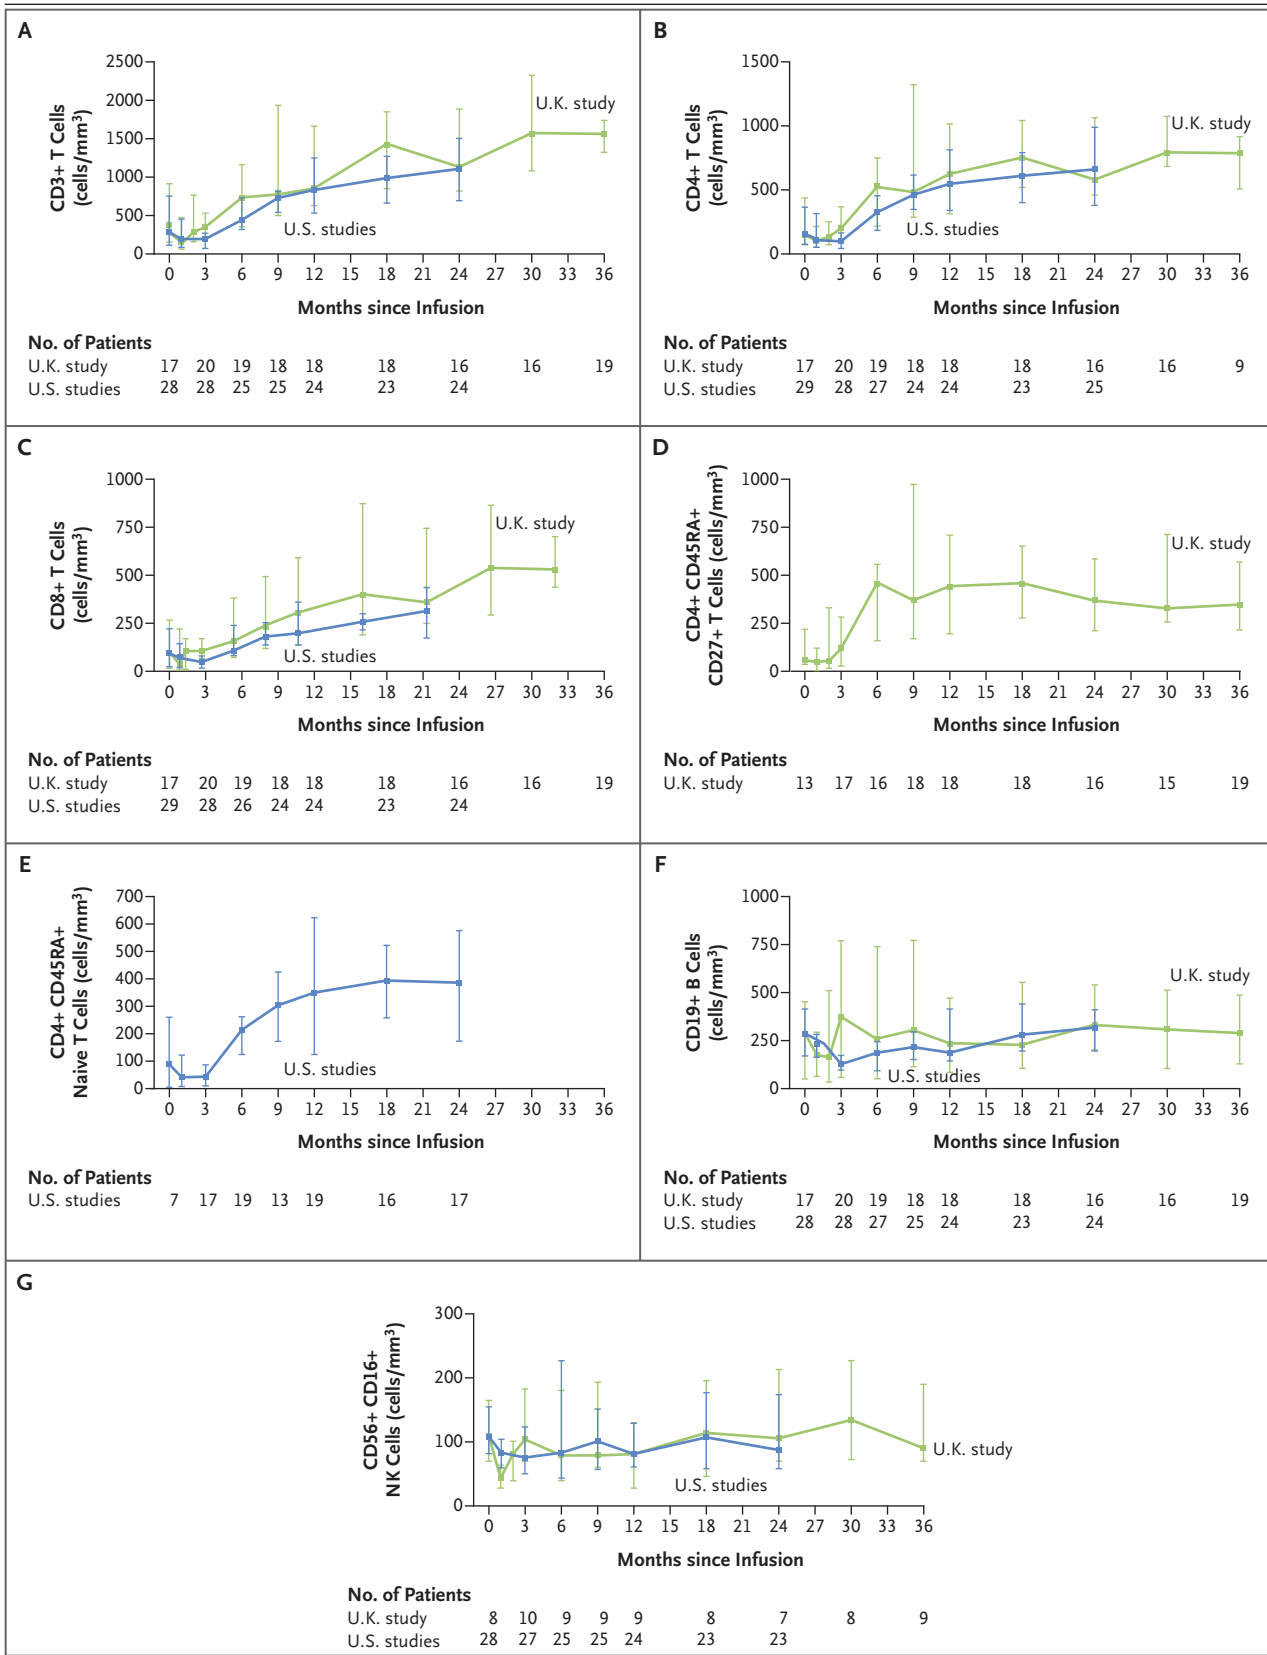 A
CD3+ T Cells
(cells/mm³)
2500
2000
1500
1000
500
0
U.K. study
U.S. studies
0 3 6 9 12 15 18 21 24 27 30 33 36
Months since Infusion
No. of Patients
U.K. study 17 20 19 18 18 18 16 16 19
U.S. studies 28 28 25 25 24 23 24
B
CD4+ T Cells
(cells/mm³)
1500
1000
500
0
U.K. study
U.S. studies
0 3 6 9 12 15 18 21 24 27 30 33 36
Months since Infusion
No. of Patients
U.K. study 17 20 19 18 18 18 16 16 9
U.S. studies 29 28 27 24 24 23 25
C
CD8+ T Cells
(cells/mm³)
1000
750
500
250
0
U.K. study
U.S. studies
0 3 6 9 12 15 18 21 24 27 30 33 36
Months since Infusion
No. of Patients
U.K. study 17 20 19 18 18 18 16 16 19
U.S. studies 29 28 26 24 24 23 24
D
CD4+ CD45RA+
CD27+ T Cells (cells/mm³)
1000
750
500
250
0
U.K. study
0 3 6 9 12 15 18 21 24 27 30 33 36
Months since Infusion
No. of Patients
U.K. study 13 17 16 18 18 18 16 15 19
E
CD4+ CD45RA+
Naive T Cells (cells/mm³)
700
600
500
400
300
200
100
0
U.S. studies
0 3 6 9 12 15 18 21 24 27 30 33 36
Months since Infusion
No. of Patients
U.S. studies 7 17 19 13 19 16 17
F
CD19+ B Cells
(cells/mm³)
1000
750
500
250
0
U.K. study
U.S. studies
0 3 6 9 12 15 18 21 24 27 30 33 36
Months since Infusion
No. of Patients
U.K. study 17 20 19 18 18 18 16 16 19
U.S. studies 28 28 27 25 24 23 24
G
CD56+ CD16+
NK Cells (cells/mm³)
300
200
100
0
U.K. study
U.S. studies
0 3 6 9 12 15 18 21 24 27 30 33 36
Months since Infusion
No. of Patients
U.K. study 8 10 9 9 9 8 7 8 9
U.S. studies 28 27 25 25 24 23 23